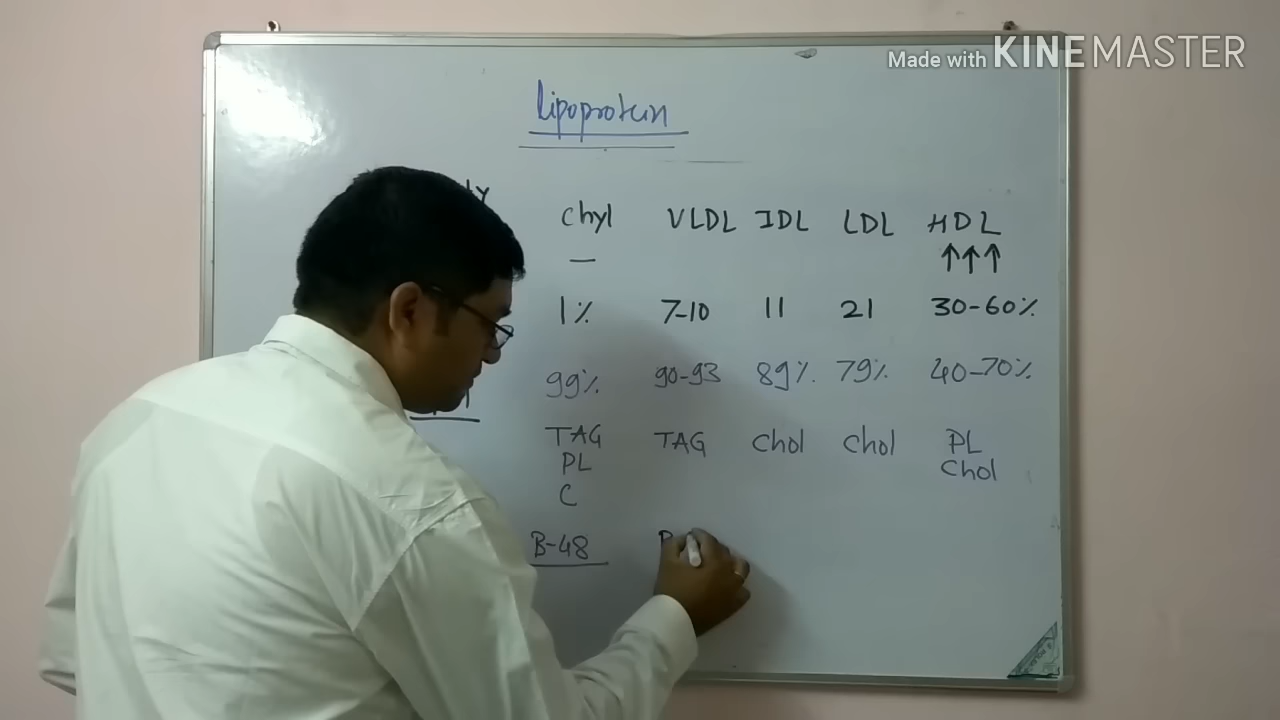 Made with KINEMASTER
Lipoprotein
chyl VLDL IDL LDL HDL
— ↑↑↑
1% 7-10 11 21 30-60%
99% 90-93 89% 79% 40-70%
TAG TAG Chol Chol PL
PL Chol
C
B-48